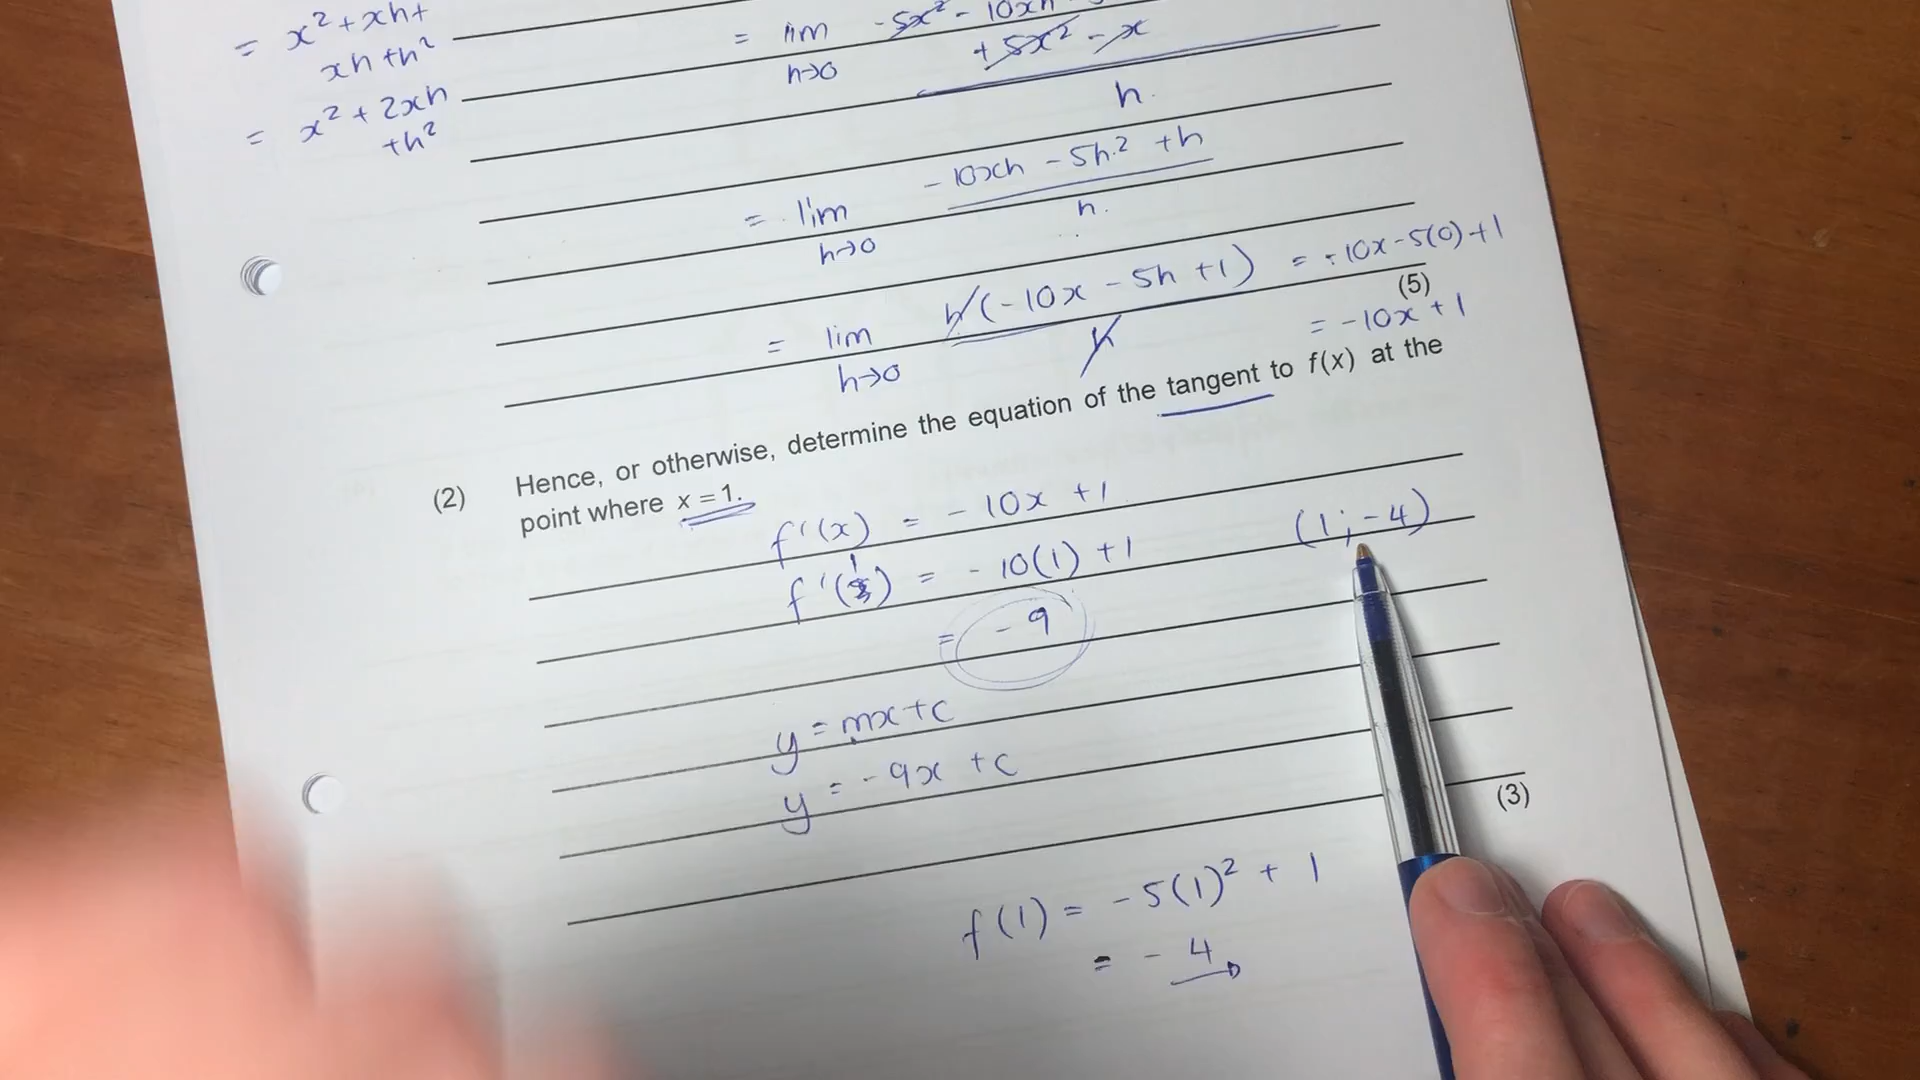 = x² + xh +
xh + h²
= x² + 2xh
+h²
= lim -5x² - 10xh
h→0 + 5x² - x
h
= lim -10xh - 5h² + h
h→0 h
= lim h(-10x - 5h + 1) = -10x - 5(0) + 1
h→0 h
(5)
= -10x + 1
(2) Hence, or otherwise, determine the equation of the tangent to f(x) at the
point where x = 1.
f'(x) = -10x + 1
(1; -4)
f'(1) = -10(1) + 1
= -9
y = mx + c
y = -9x + c
(3)
f(1) = -5(1)² + 1
= -4